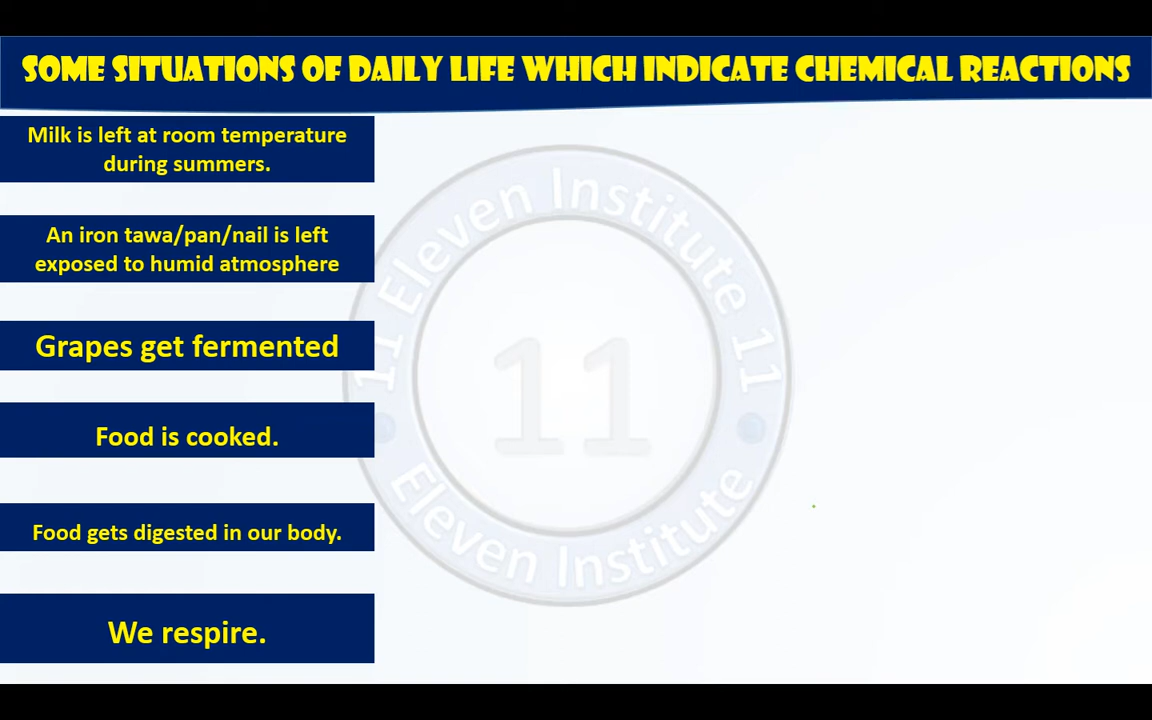 SOME SITUATIONS OF DAILY LIFE WHICH INDICATE CHEMICAL REACTIONS
Milk is left at room temperature
during summers.
An iron tawa/pan/nail is left
exposed to humid atmosphere
Grapes get fermented
Food is cooked.
Food gets digested in our body.
We respire.
11 Eleven Institute 11
11
Eleven Institute